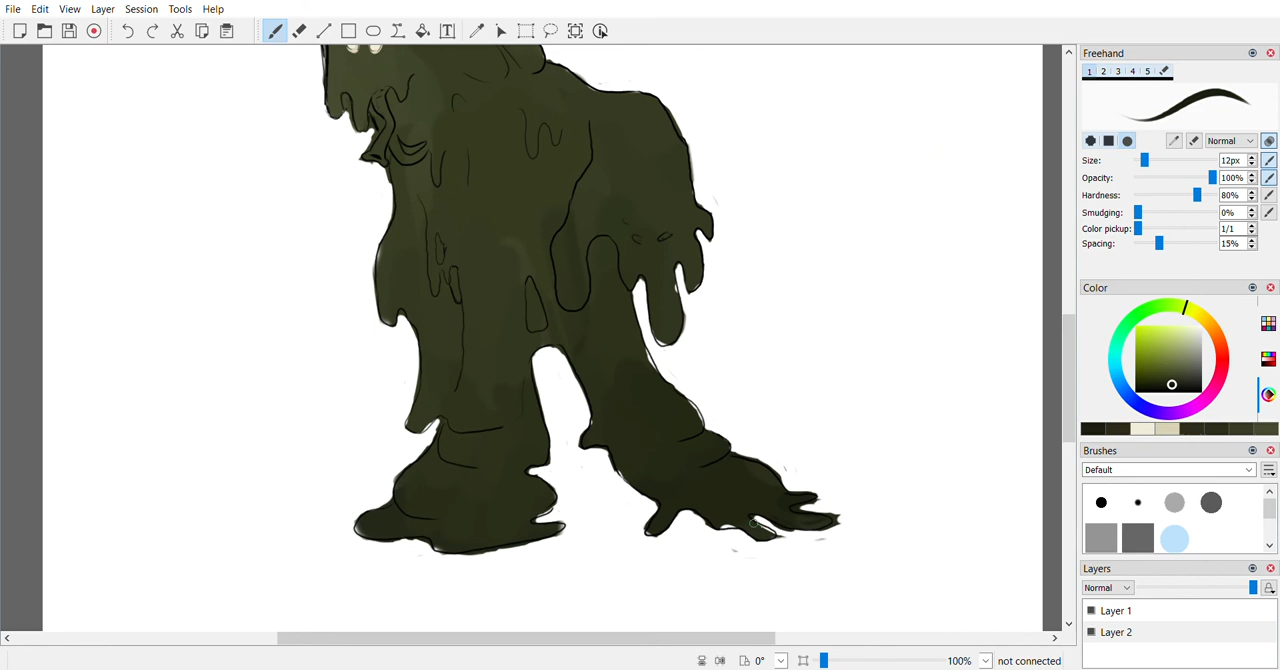 File Edit View Layer Session Tools Help
Freehand
1 2 3 4 5
Normal
Size: 12px
Opacity: 100%
Hardness: 80%
Smudging: 0%
Color pickup: 1/1
Spacing: 15%
Color
Brushes
Default
Layers
Normal
Layer 1
Layer 2
0° 100% not connected